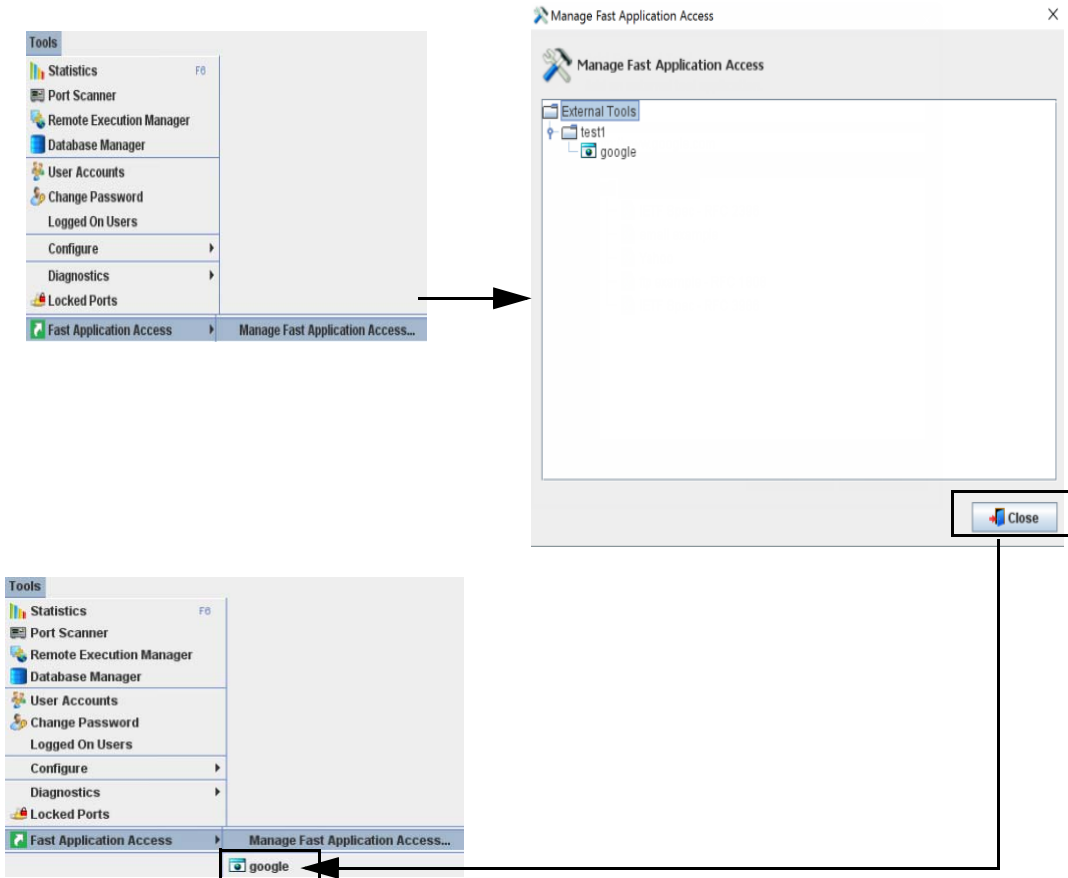 Tools
Statistics F6
Port Scanner
Remote Execution Manager
Database Manager
User Accounts
Change Password
Logged On Users
Configure
Diagnostics
Locked Ports
Fast Application Access Manage Fast Application Access...
Manage Fast Application Access X
Manage Fast Application Access
External Tools
test1
google
Close
Tools
Statistics F6
Port Scanner
Remote Execution Manager
Database Manager
User Accounts
Change Password
Logged On Users
Configure
Diagnostics
Locked Ports
Fast Application Access Manage Fast Application Access...
google